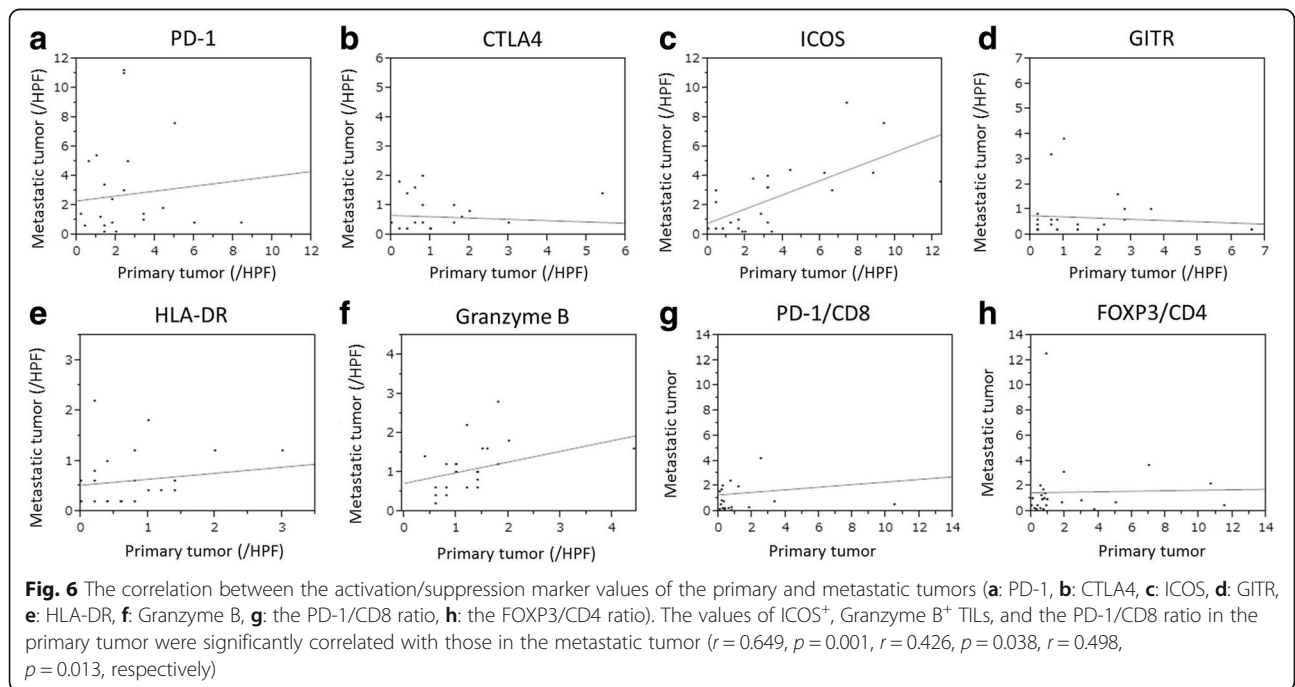 a PD-1
Metastatic tumor (/HPF)
12
10
8
6
4
2
0
0 2 4 6 8 10 12
Primary tumor (/HPF)
b CTLA4
Metastatic tumor (/HPF)
6
5
4
3
2
1
0
0 1 2 3 4 5 6
Primary tumor (/HPF)
c ICOS
Metastatic tumor (/HPF)
12
10
8
6
4
2
0
0 2 4 6 8 10 12
Primary tumor (/HPF)
d GITR
Metastatic tumor (/HPF)
7
6
5
4
3
2
1
0
0 1 2 3 4 5 6 7
Primary tumor (/HPF)
e HLA-DR
Metastatic tumor (/HPF)
3
2
1
0
0 1 2 3
Primary tumor (/HPF)
f Granzyme B
Metastatic tumor (/HPF)
4
3
2
1
0
0 1 2 3 4
Primary tumor (/HPF)
g PD-1/CD8
Metastatic tumor
14
12
10
8
6
4
2
0
0 2 4 6 8 10 12 14
Primary tumor
h FOXP3/CD4
Metastatic tumor
14
12
10
8
6
4
2
0
0 2 4 6 8 10 12 14
Primary tumor
Fig. 6 The correlation between the activation/suppression marker values of the primary and metastatic tumors (a: PD-1, b: CTLA4, c: ICOS, d: GITR,
e: HLA-DR, f: Granzyme B, g: the PD-1/CD8 ratio, h: the FOXP3/CD4 ratio). The values of ICOS⁺, Granzyme B⁺ TILs, and the PD-1/CD8 ratio in the
primary tumor were significantly correlated with those in the metastatic tumor (r = 0.649, p = 0.001, r = 0.426, p = 0.038, r = 0.498,
p = 0.013, respectively)